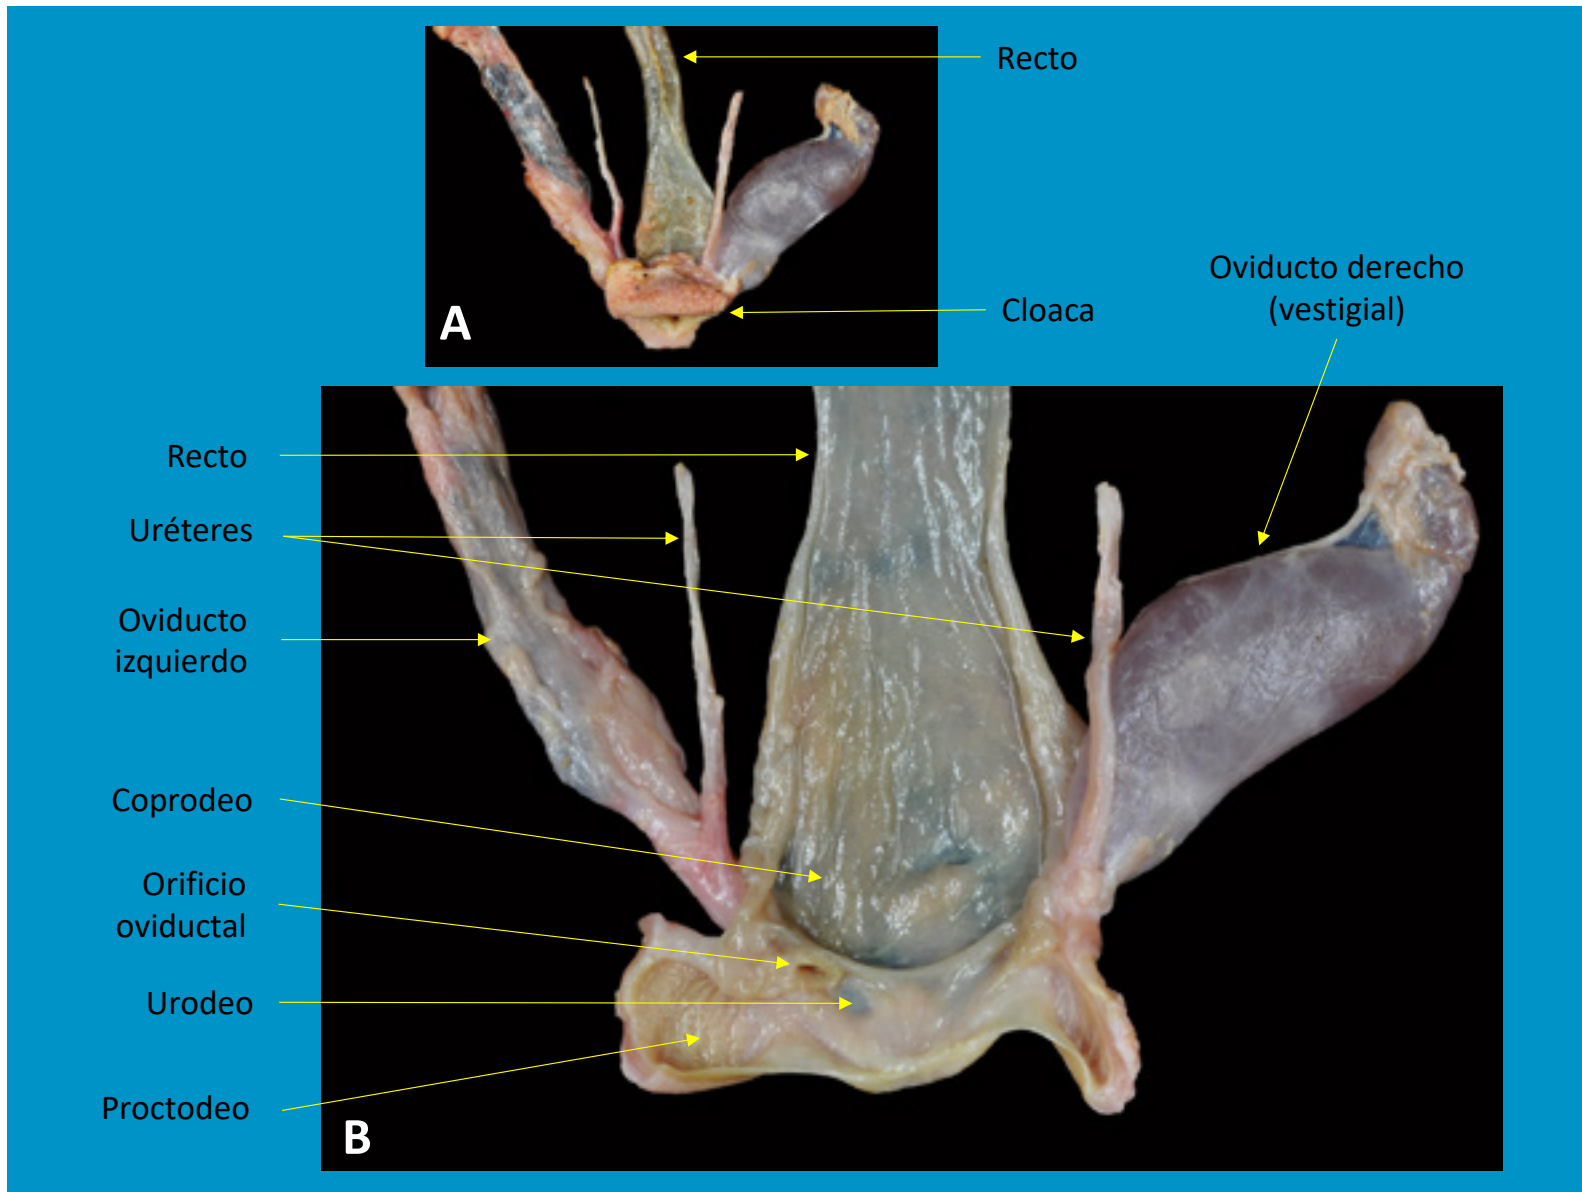 Recto
Cloaca
A
Oviducto derecho
(vestigial)
Recto
Uréteres
Oviducto
izquierdo
Coprodeo
Orificio
oviductal
Urodeo
Proctodeo
B